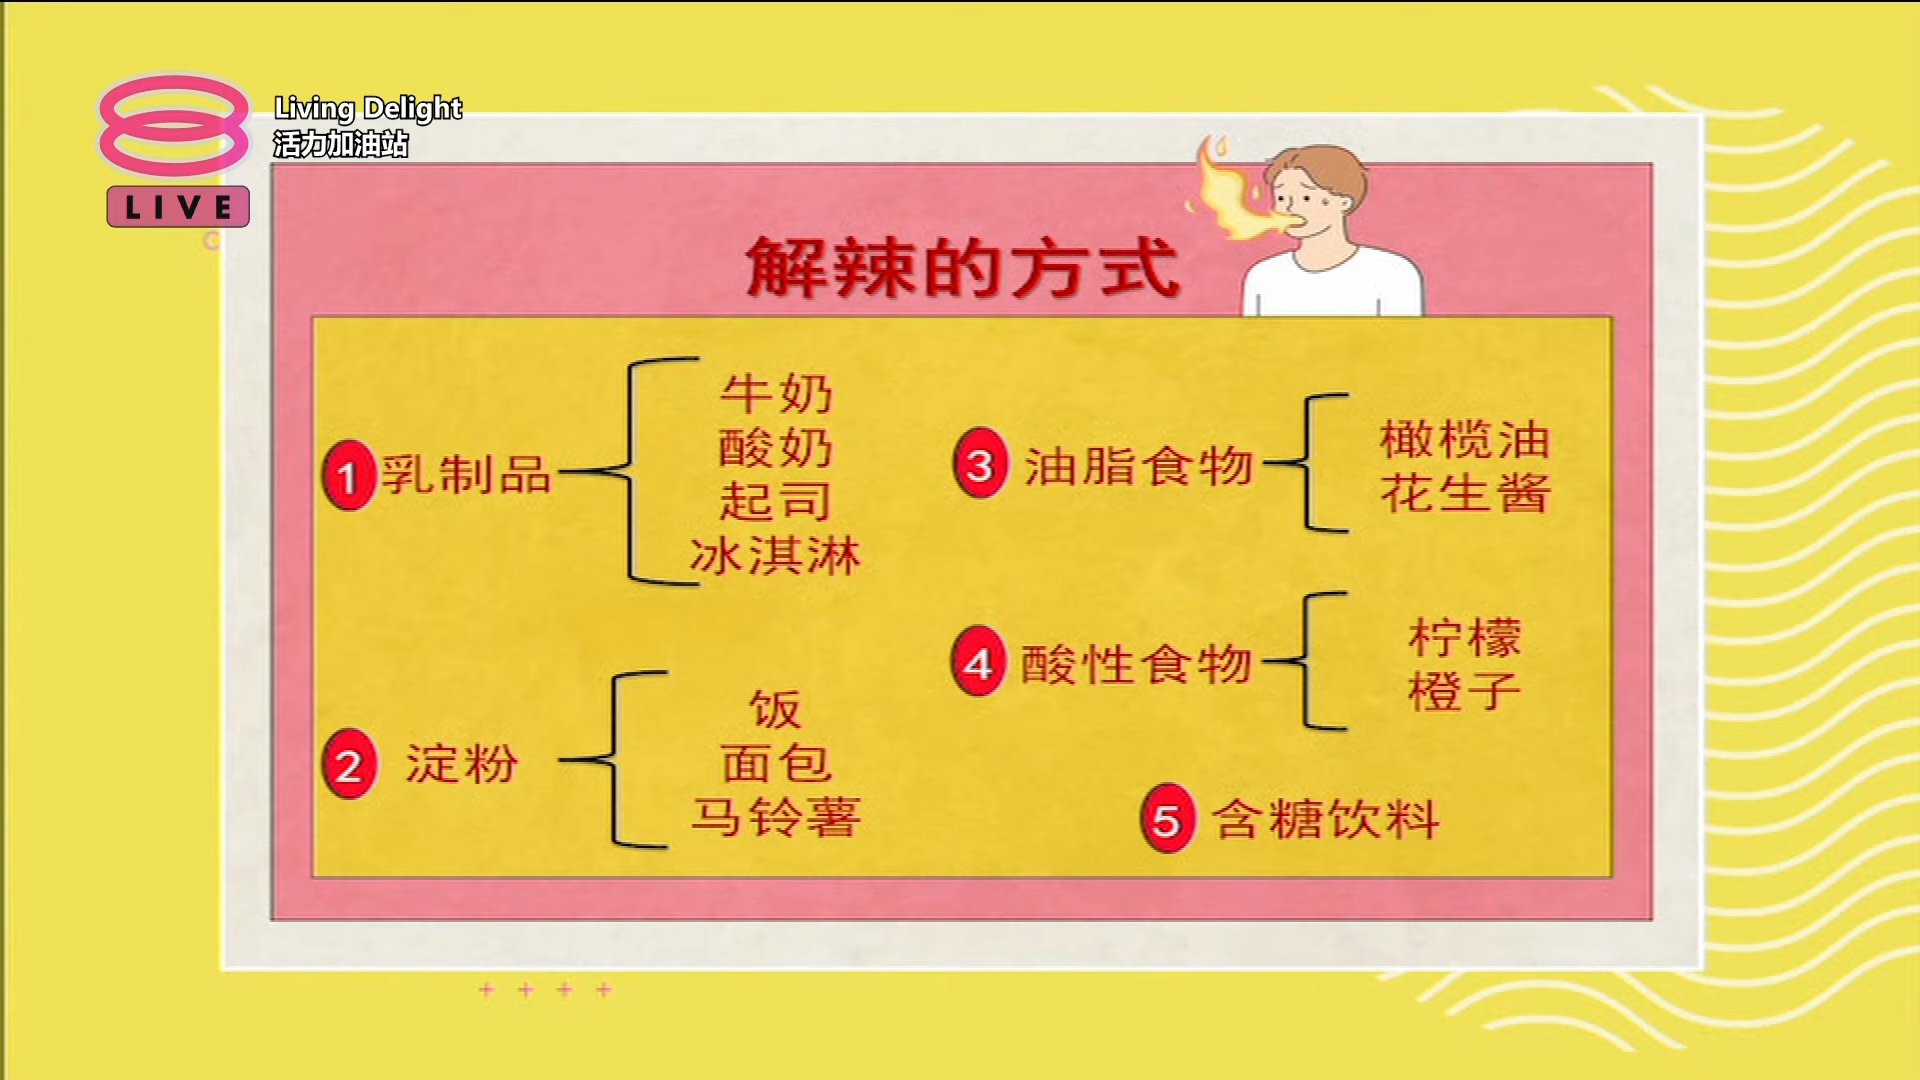 Living Delight
活力加油站
LIVE
解辣的方式
1 乳制品
牛奶
酸奶
起司
冰淇淋
2 淀粉
饭
面包
马铃薯
3 油脂食物
橄榄油
花生酱
4 酸性食物
柠檬
橙子
5 含糖饮料